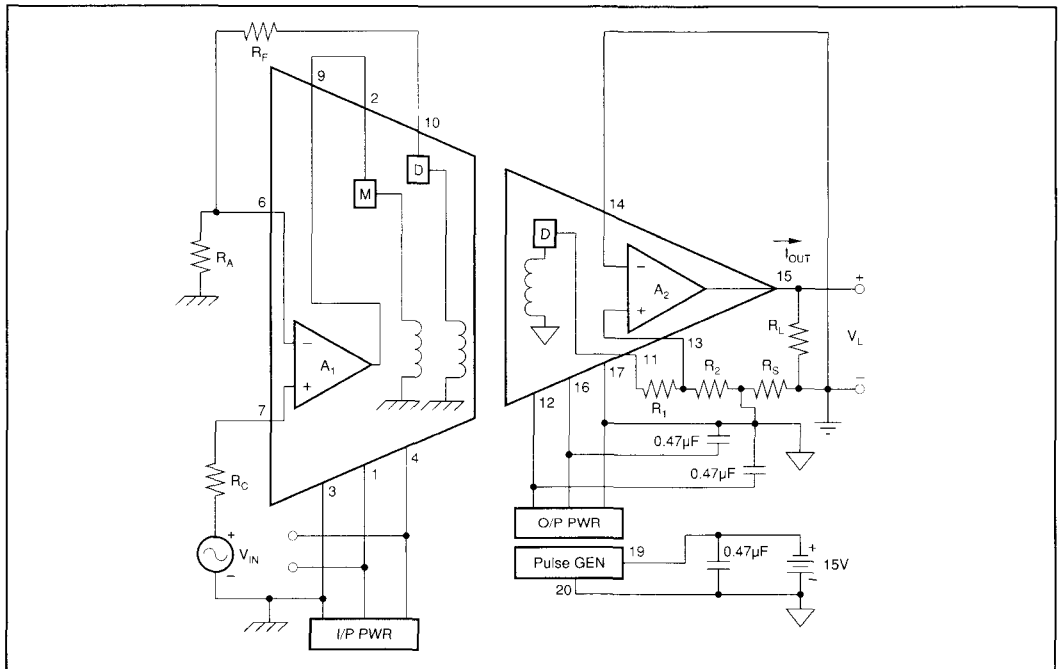 R_F
9
2
10
D
M
6
R_A
A_1
−
+
7
R_C
4
1
3
V_IN
+
−
I/P PWR
14
D
−
+
A_2
I_OUT
15
+
R_L
V_L
−
13
11
17
R_1
R_2
R_S
16
12
0.47µF
0.47µF
O/P PWR
Pulse GEN
19
20
0.47µF
+
−
15V